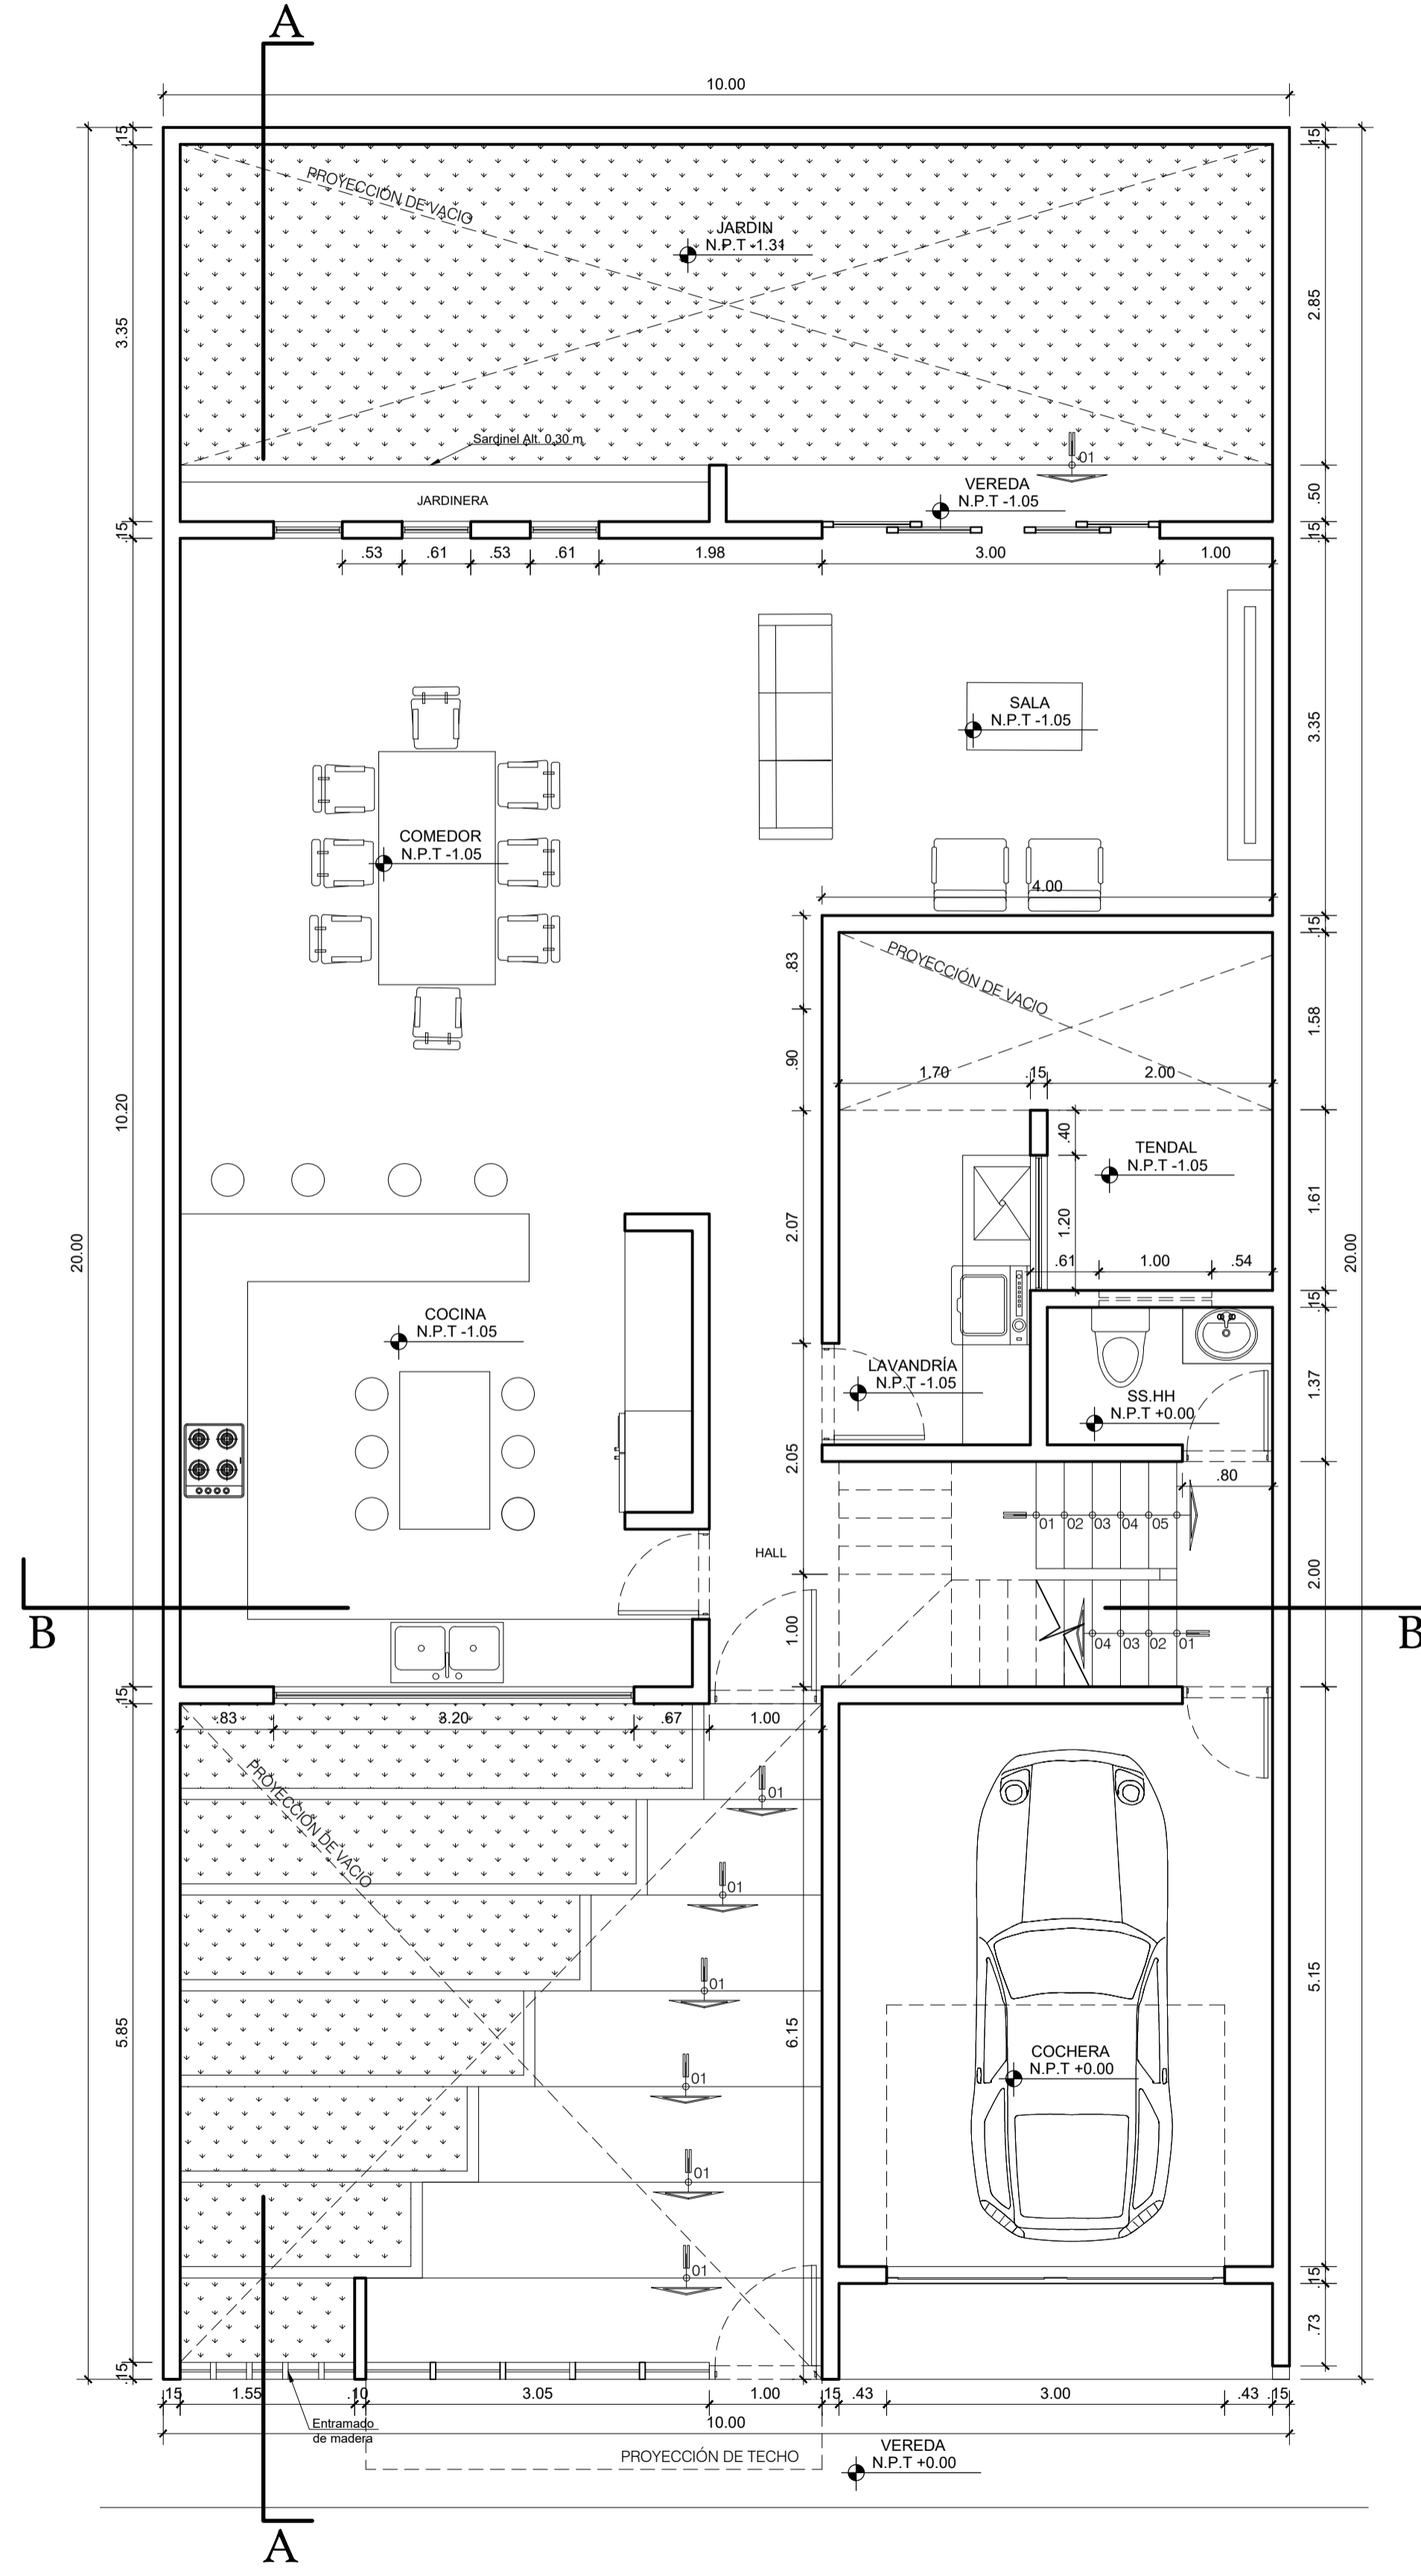 A
10.00
.15
.15
PROYECCIÓN DE VACIO
JARDIN
N.P.T -1.31
3.35
2.85
Sardinel Alt. 0.30 m
01
JARDINERA
VEREDA
N.P.T -1.05
.50
.15
.15
.53
.61
.53
.61
1.98
3.00
1.00
SALA
N.P.T -1.05
3.35
COMEDOR
N.P.T -1.05
4.00
.15
.83
PROYECCIÓN DE VACIO
1.58
.90
1.70
.15
2.00
10.20
.40
TENDAL
N.P.T -1.05
1.61
2.07
1.20
20.00
20.00
.61
1.00
.54
.15
COCINA
N.P.T -1.05
LAVANDRÍA
N.P.T -1.05
1.37
SS.HH
N.P.T +0.00
2.05
.80
01
02
03
04
05
HALL
2.00
B
B
1.00
04
03
02
01
.15
.83
3.20
.67
1.00
PROYECCIÓN DE VACIO
01
01
01
5.15
5.85
6.15
COCHERA
N.P.T +0.00
01
01
01
.15
.73
.15
.15
1.55
.10
3.05
1.00
.15
.43
3.00
.43
.15
Entramado
de madera
10.00
PROYECCIÓN DE TECHO
VEREDA
N.P.T +0.00
A